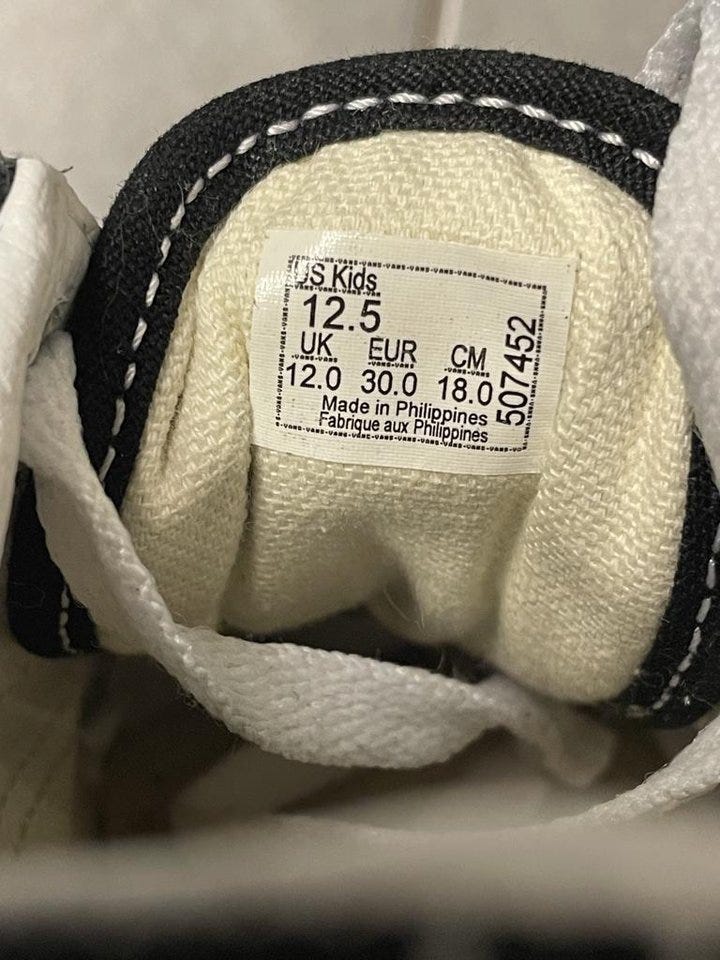 US Kids
12.5
UK EUR CM
12.0 30.0 18.0
Made in Philippines
Fabrique aux Philippines
507452